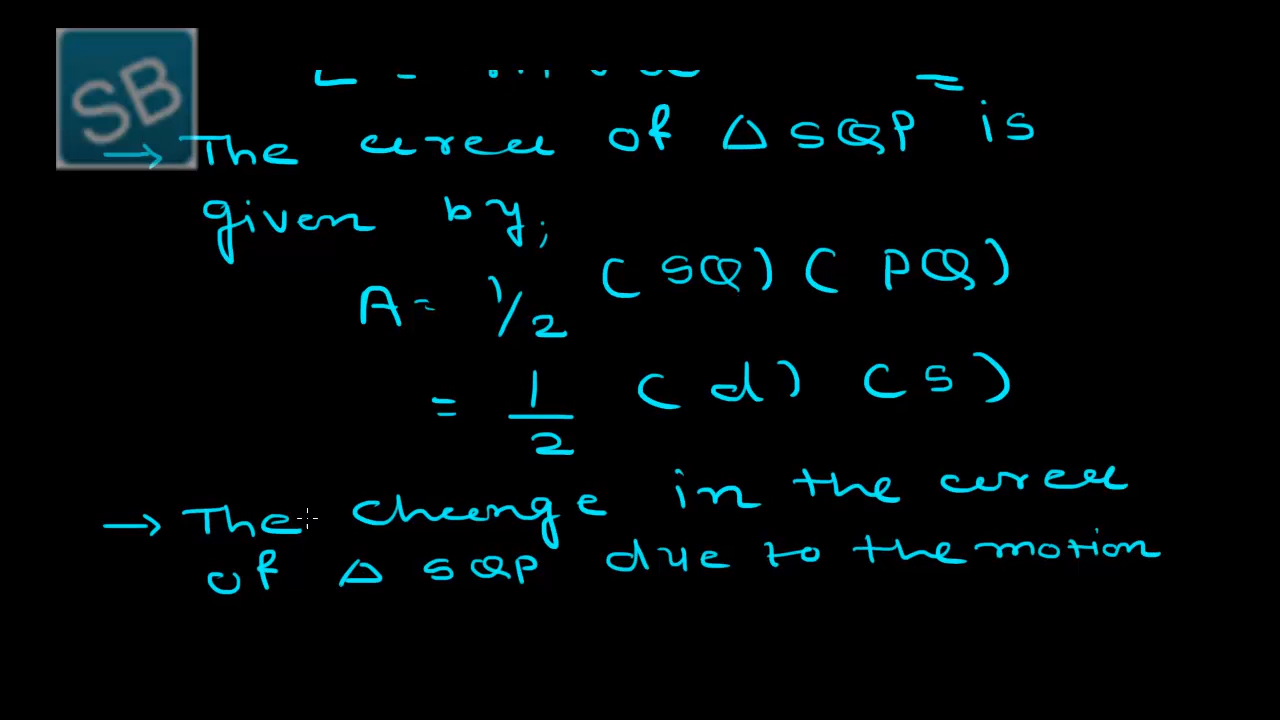 SB
→ The area of △ SQP is
given by,
A = 1/2 (SQ) (PQ)
= 1/2 (d) (s)
→ The change in the area
of △ SQP due to the motion